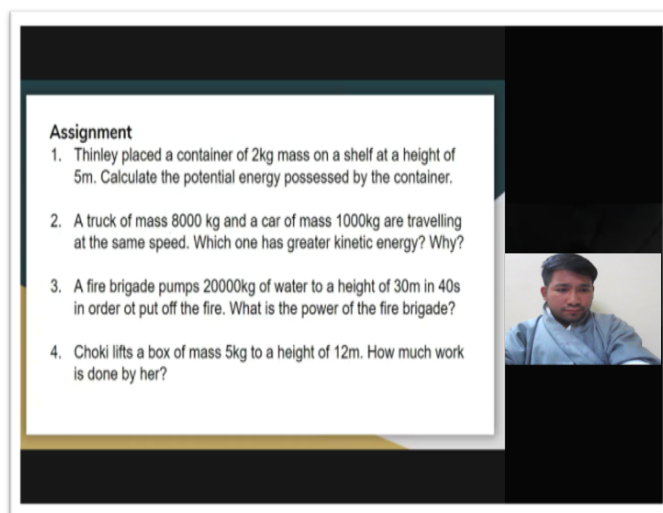 Assignment
1. Thinley placed a container of 2kg mass on a shelf at a height of
5m. Calculate the potential energy possessed by the container.
2. A truck of mass 8000 kg and a car of mass 1000kg are travelling
at the same speed. Which one has greater kinetic energy? Why?
3. A fire brigade pumps 20000kg of water to a height of 30m in 40s
in order ot put off the fire. What is the power of the fire brigade?
4. Choki lifts a box of mass 5kg to a height of 12m. How much work
is done by her?